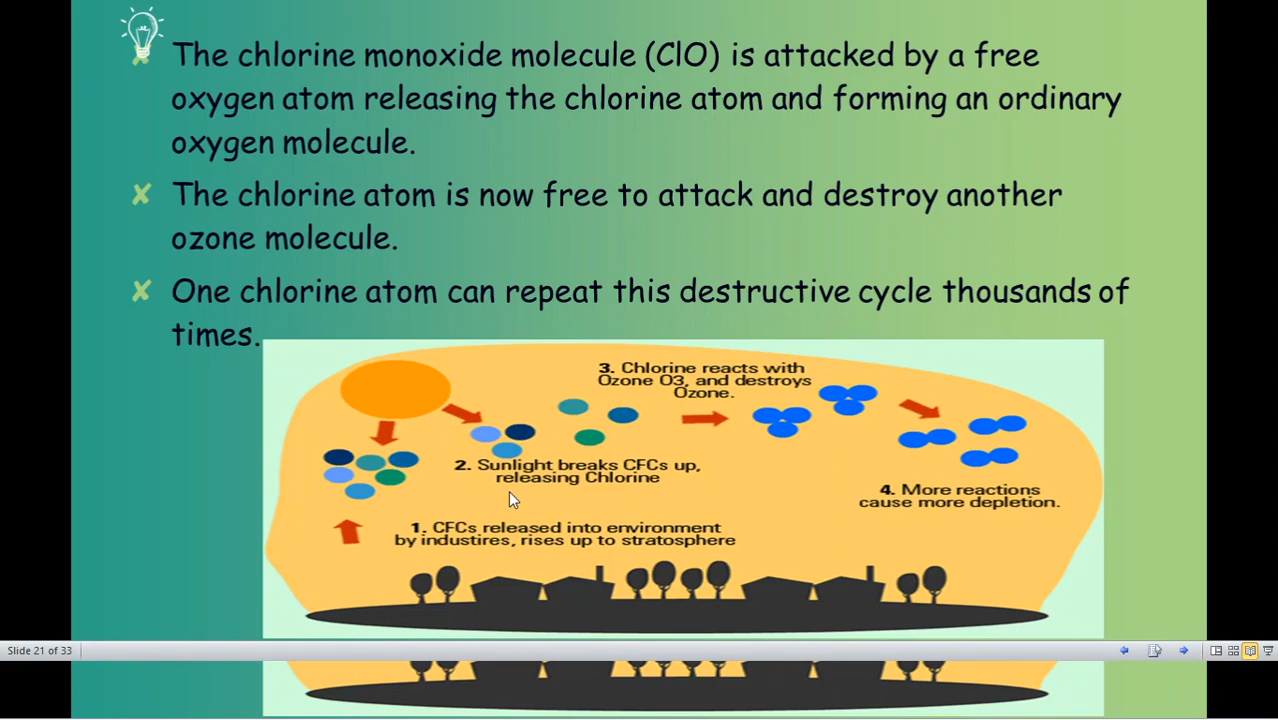 The chlorine monoxide molecule (ClO) is attacked by a free
oxygen atom releasing the chlorine atom and forming an ordinary
oxygen molecule.
✘ The chlorine atom is now free to attack and destroy another
ozone molecule.
✘ One chlorine atom can repeat this destructive cycle thousands of
times.
3. Chlorine reacts with
Ozone O3, and destroys
Ozone.
2. Sunlight breaks CFCs up,
releasing Chlorine
4. More reactions
cause more depletion.
1. CFCs released into environment
by industires, rises up to stratosphere
Slide 21 of 33